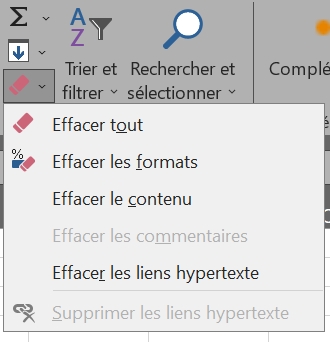 Σ
A
Z
Trier et
filtrer
Rechercher et
sélectionner
Complé
Effacer tout
%
Effacer les formats
Effacer le contenu
Effacer les commentaires
Effacer les liens hypertexte
Supprimer les liens hypertexte